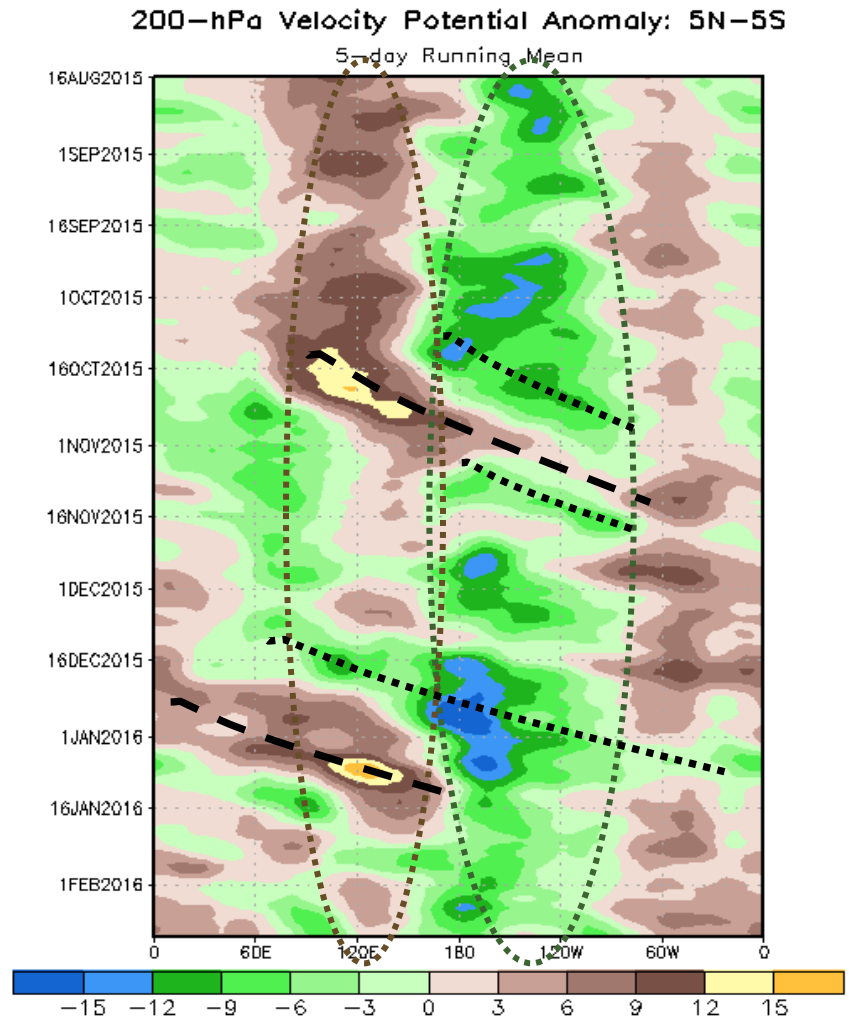 200-hPa Velocity Potential Anomaly: 5N-5S
5-day Running Mean
16AUG2015
1SEP2015
16SEP2015
1OCT2015
16OCT2015
1NOV2015
16NOV2015
1DEC2015
16DEC2015
1JAN2016
16JAN2016
1FEB2016
0 60E 120E 180 120W 60W 0
-15 -12 -9 -6 -3 0 3 6 9 12 15